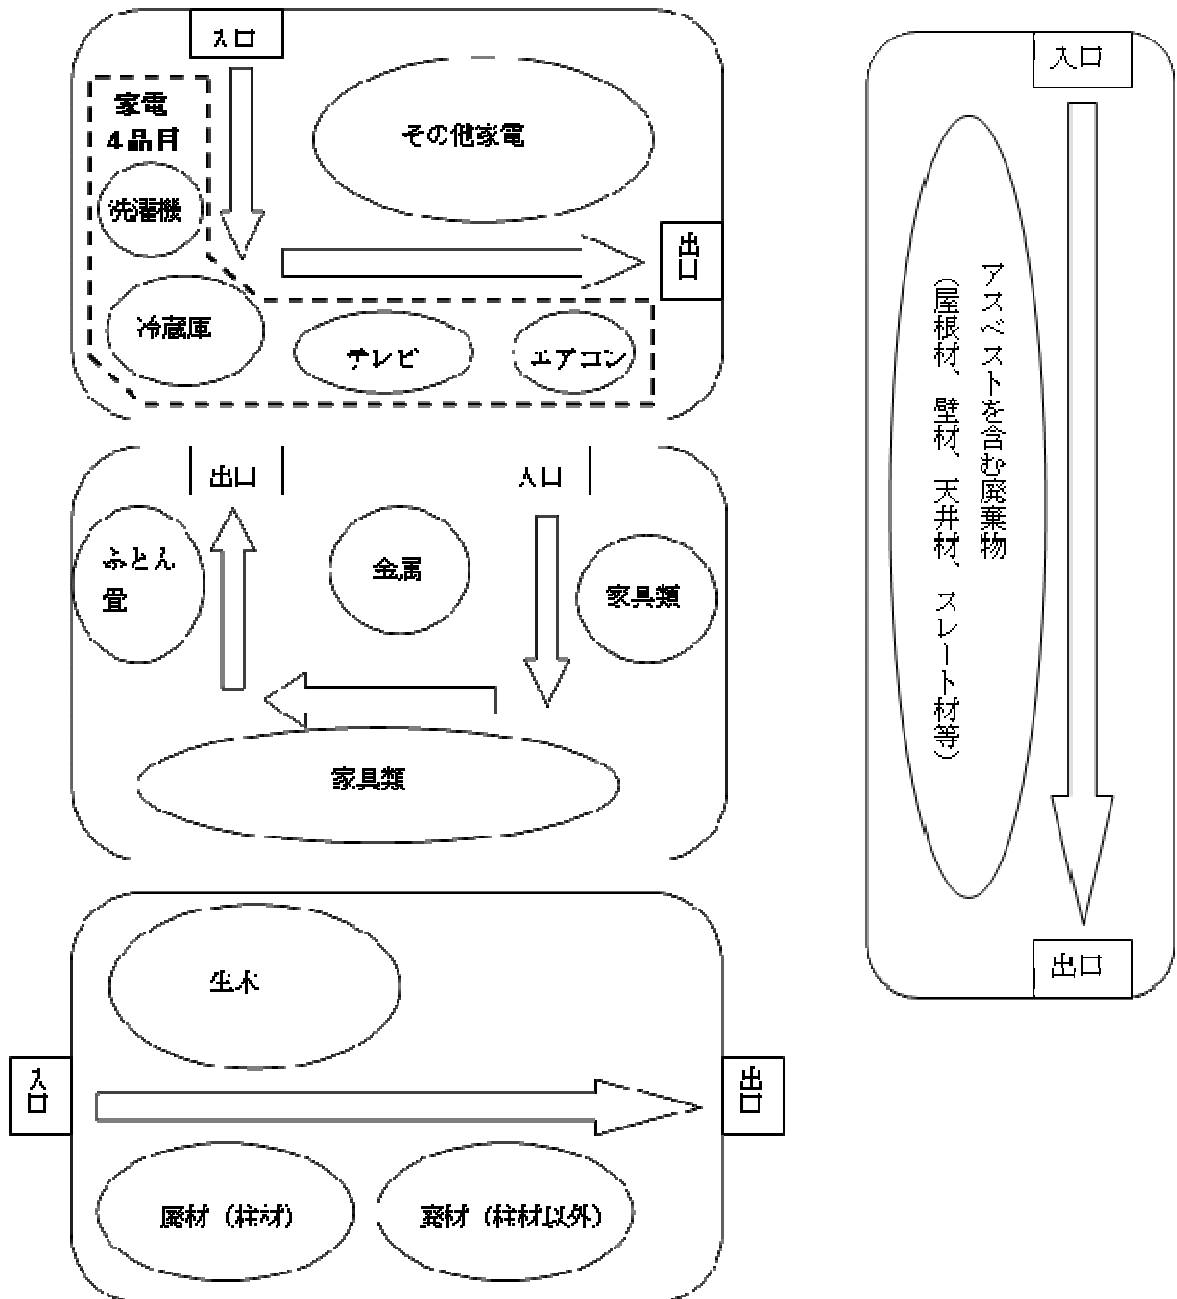 入口
家電
4品目
その他家電
洗濯機
出口
冷蔵庫
テレビ
エアコン
出口
入口
ふとん
畳
金属
家具類
家具類
生木
入口
出口
廃材（柱材）
廃材（柱材以外）
入口
アスベストを含む廃棄物
（屋根材、壁材、天井材、スレート材等）
出口